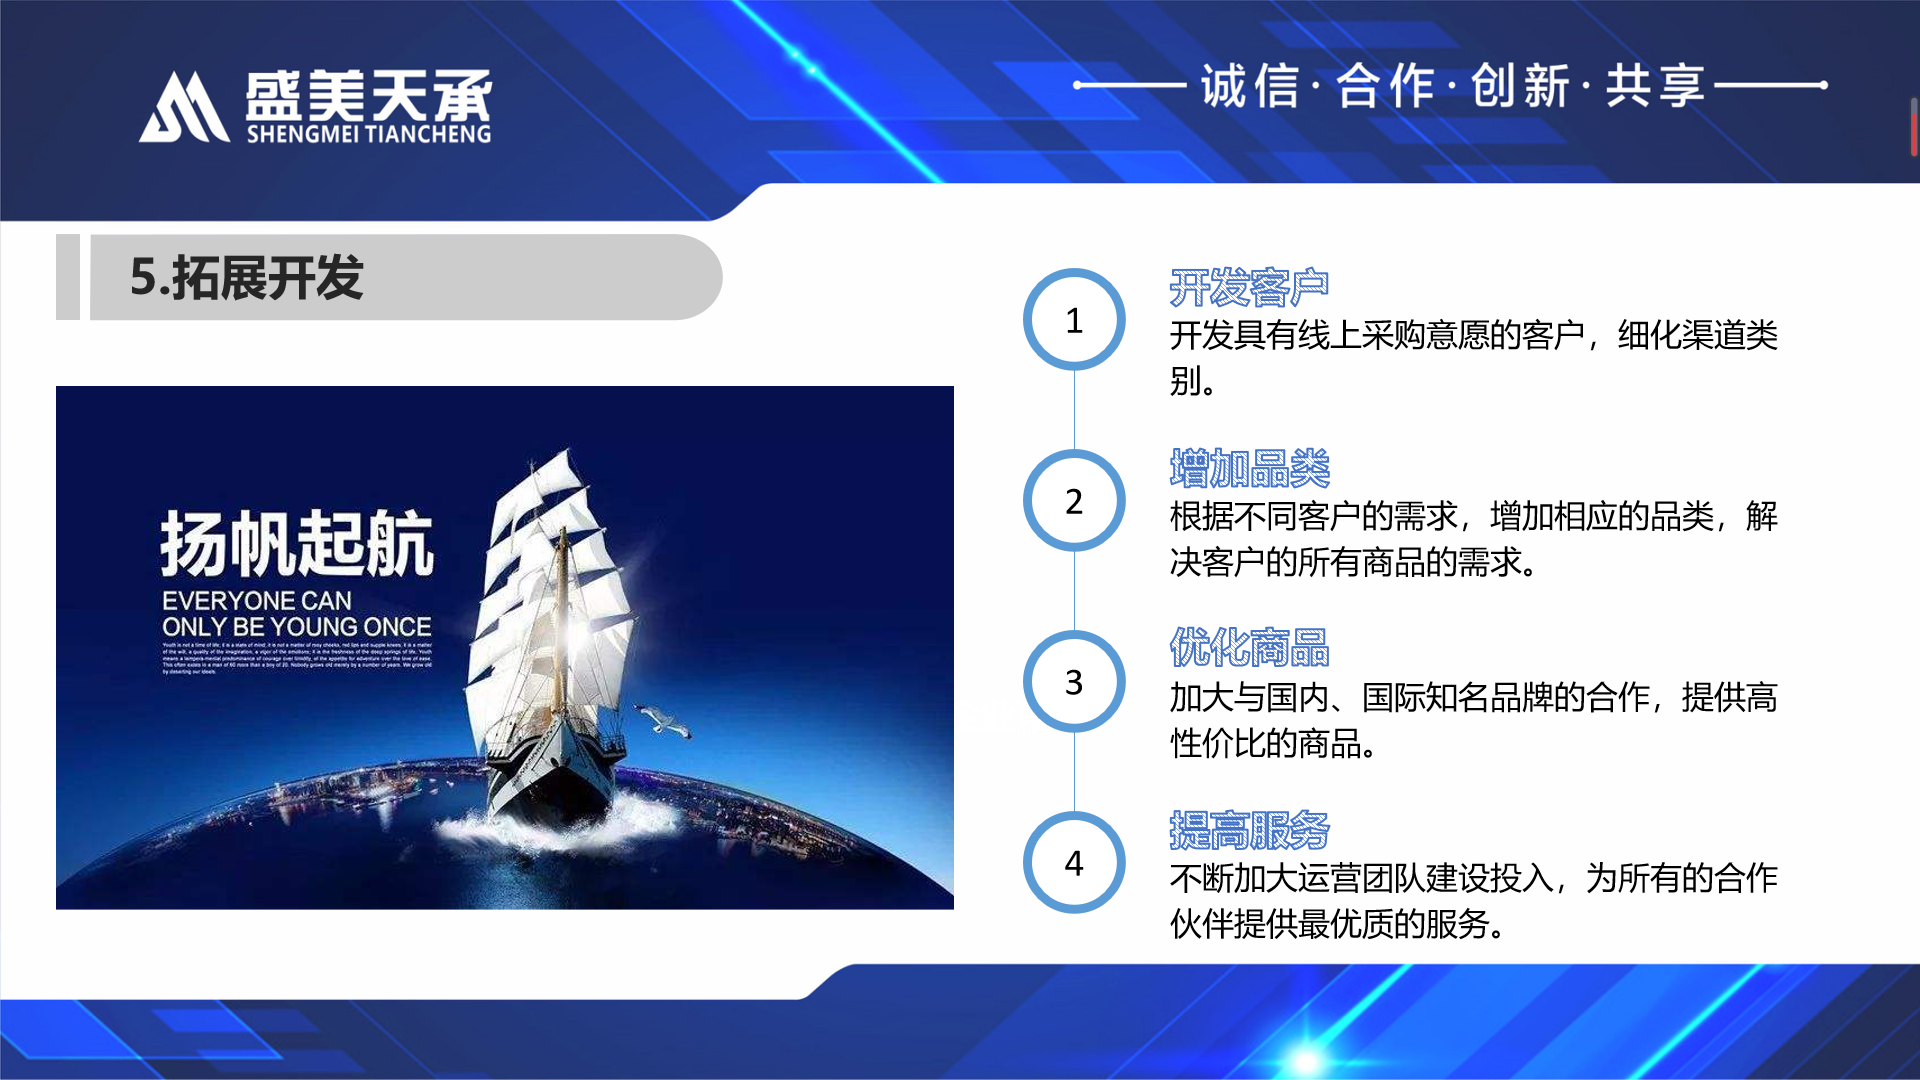 盛美天承
SHENGMEI TIANCHENG
诚信·合作·创新·共享
5.拓展开发
扬帆起航
EVERYONE CAN
ONLY BE YOUNG ONCE
1
开发客户
开发具有线上采购意愿的客户，细化渠道类
别。
2
增加品类
根据不同客户的需求，增加相应的品类，解
决客户的所有商品的需求。
3
优化商品
加大与国内、国际知名品牌的合作，提供高
性价比的商品。
4
提高服务
不断加大运营团队建设投入，为所有的合作
伙伴提供最优质的服务。